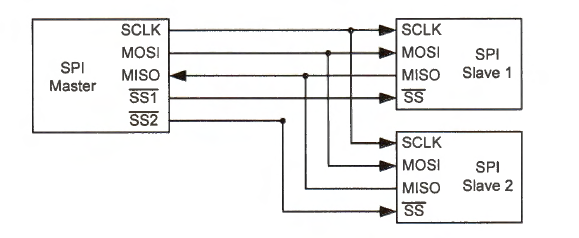 SPI
Master
SCLK
MOSI
MISO
SS1
SS2
SCLK
MOSI
MISO
SS
SPI
Slave 1
SCLK
MOSI
MISO
SS
SPI
Slave 2